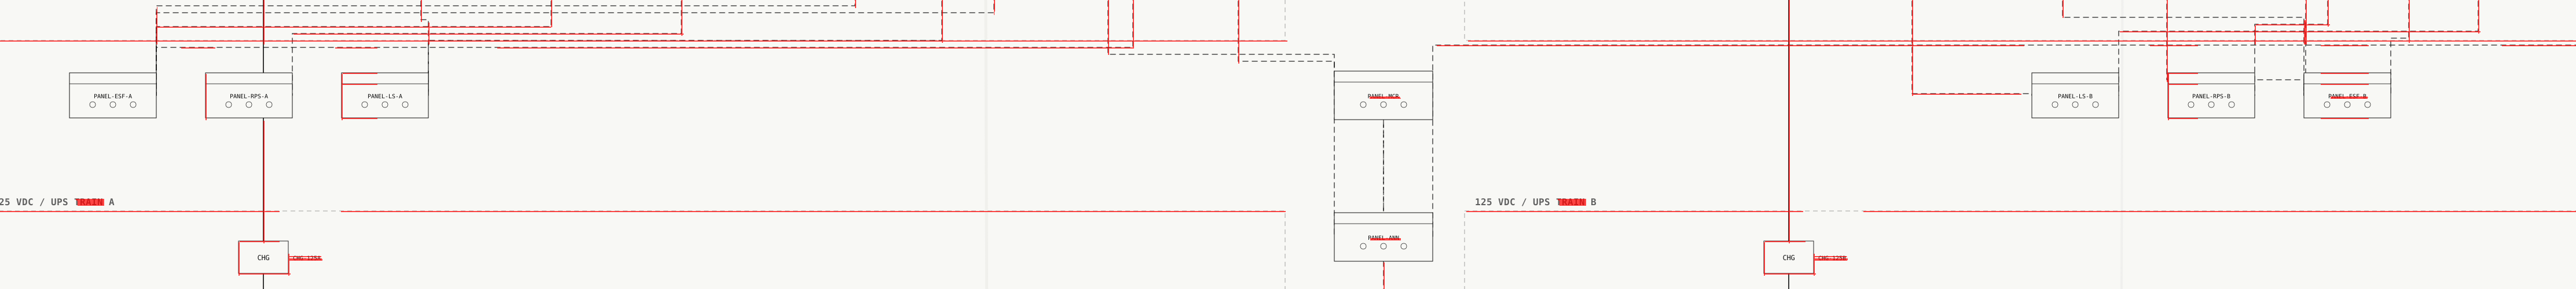 PANEL-ESF-A
PANEL-RPS-A
PANEL-LS-A
PANEL-MCB
PANEL-LS-B
PANEL-RPS-B
PANEL-ESF-B
25 VDC / UPS TRAIN A
125 VDC / UPS TRAIN B
PANEL-ANN
CHG
CHG